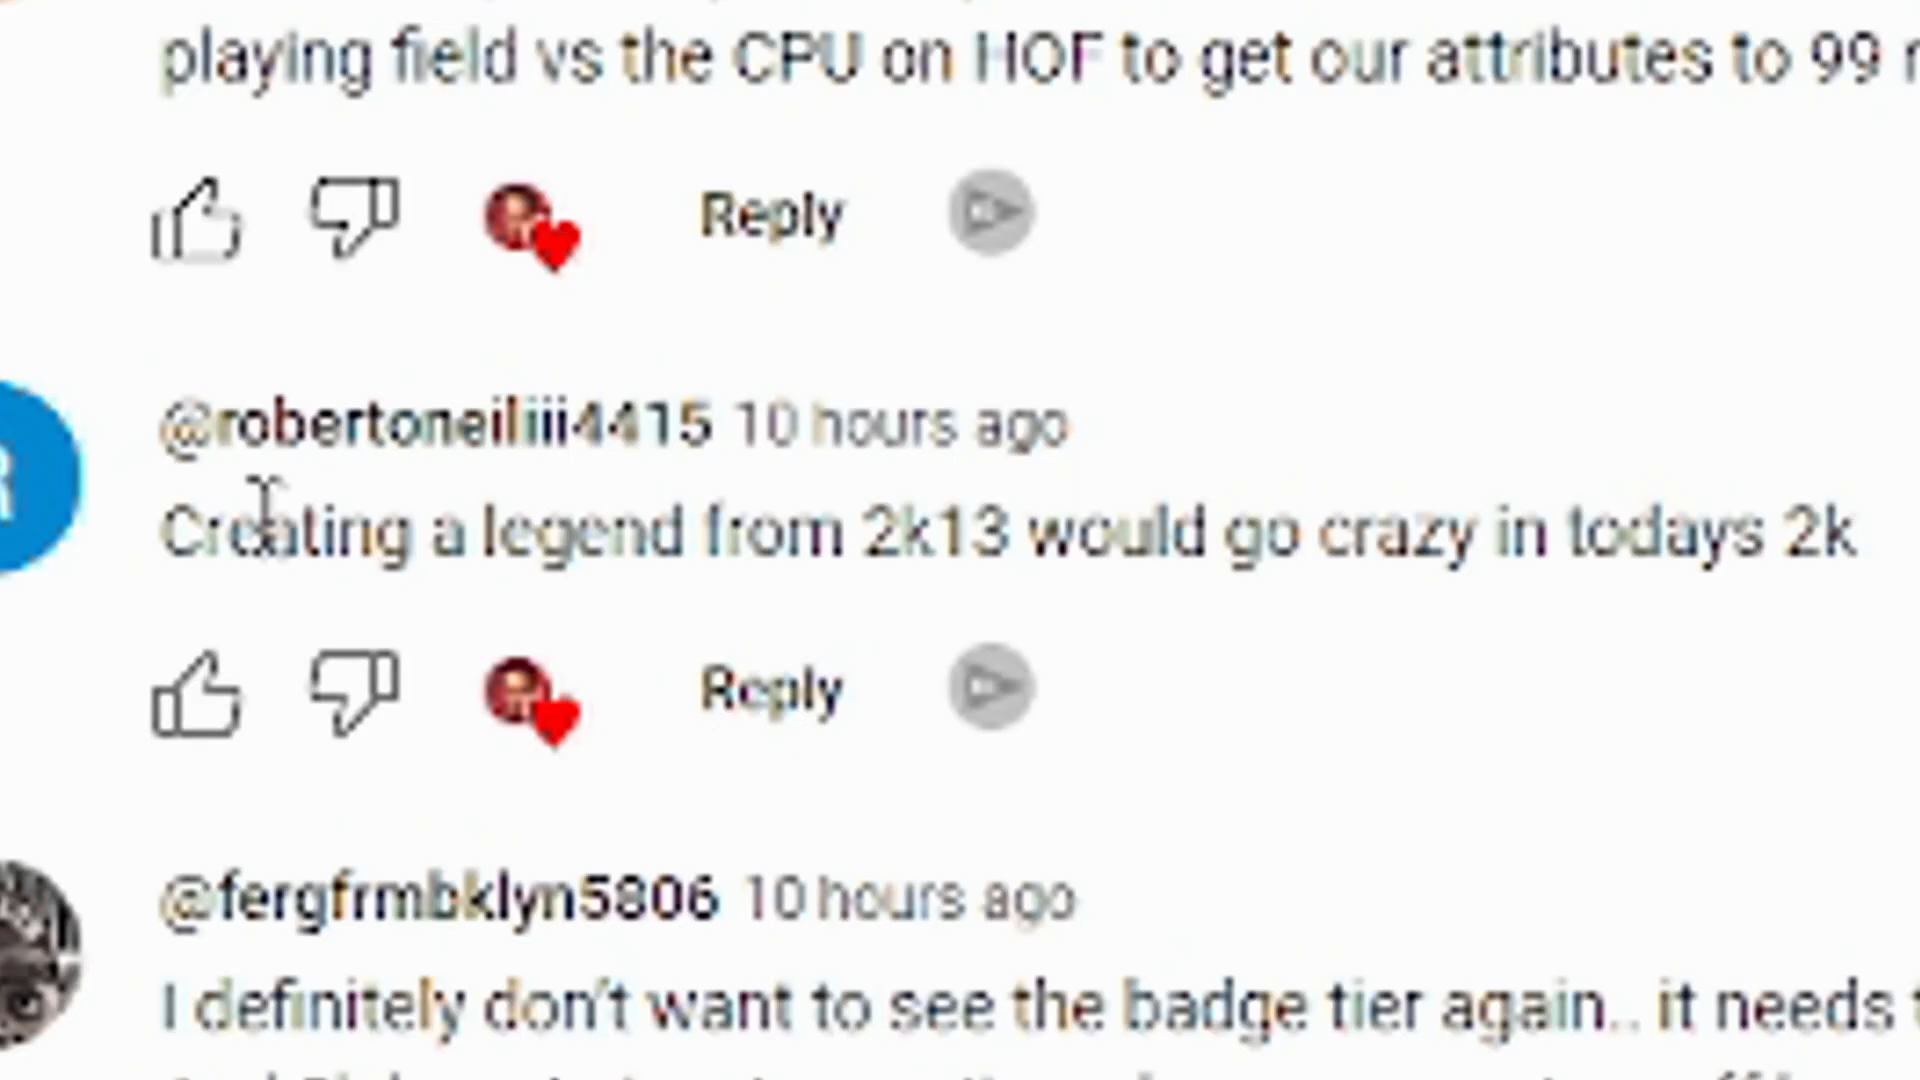 playing field vs the CPU on HOF to get our attributes to 99
Reply
R
@robertoneiliii4415 10 hours ago
Creating a legend from 2k13 would go crazy in todays 2k
Reply
@fergfrmbklyn5806 10 hours ago
I definitely don't want to see the badge tier again.. it needs